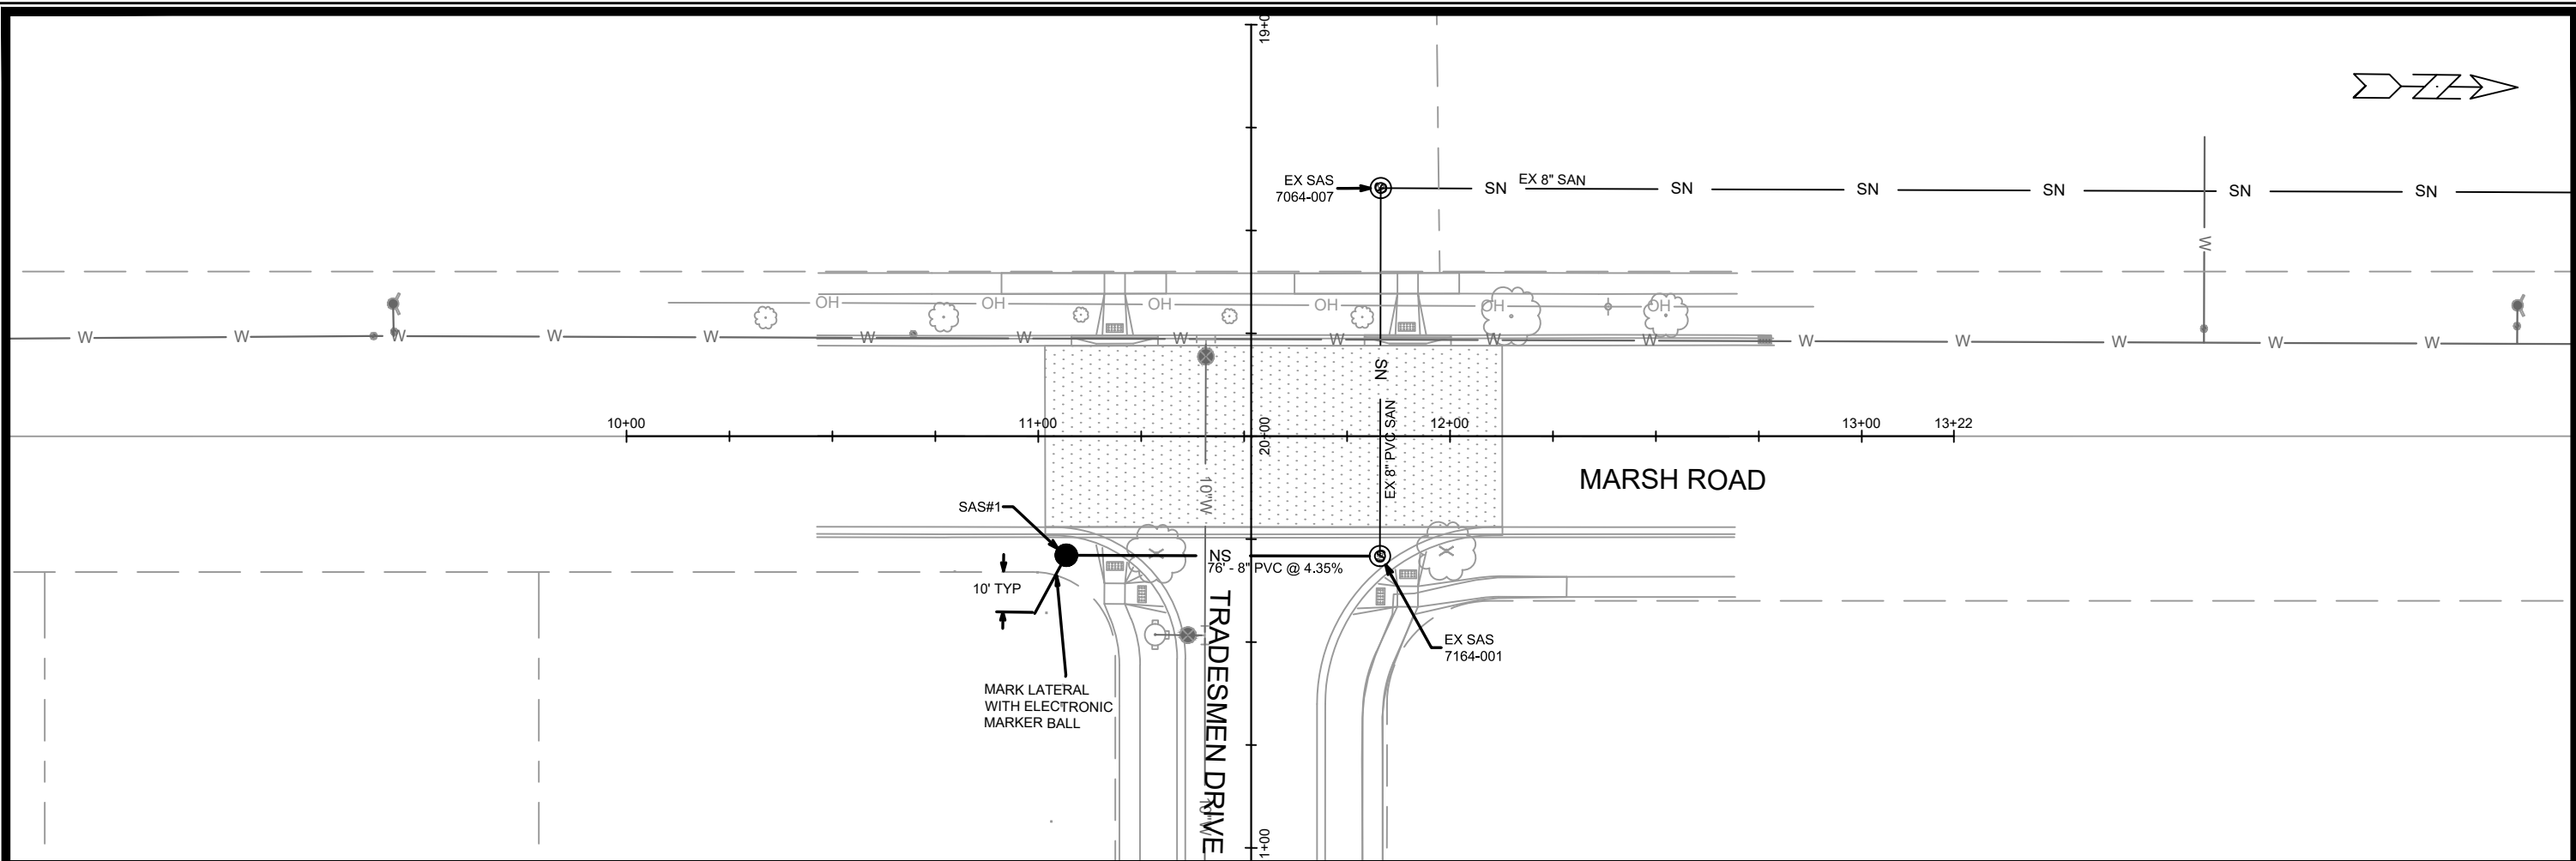 19+0
EX SAS
7064-007
SN EX 8" SAN SN SN SN SN SN
W
OH OH OH OH OH OH
W W W W W W W W W W W W W W W W
SN
EX 8" PVC SAN
10+00 11+00 20+00 12+00 13+00 13+22
MARSH ROAD
10"W
SAS#1
NS
76' - 8" PVC @ 4.35%
10' TYP
EX SAS
7164-001
MARK LATERAL
WITH ELECTRONIC
MARKER BALL
TRADESMEN DRIVE
10"W
1+00